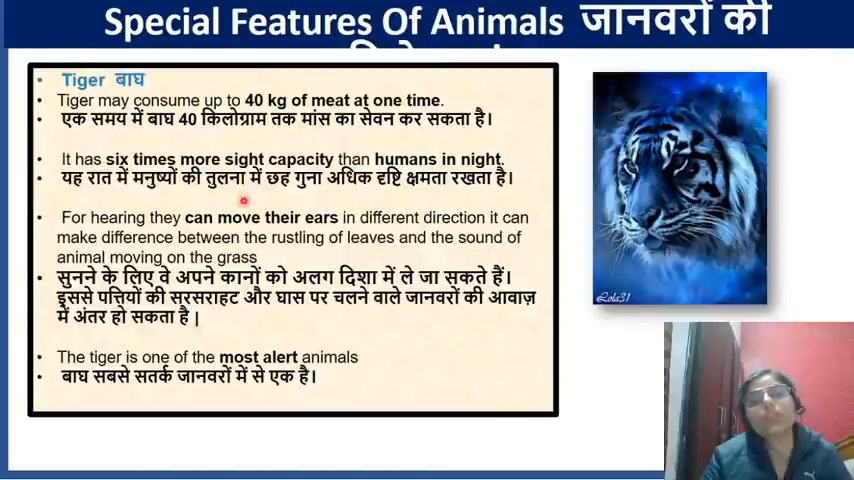 Special Features Of Animals जानवरों की
Tiger बाघ
Tiger may consume up to 40 kg of meat at one time.
एक समय में बाघ 40 किलोग्राम तक मांस का सेवन कर सकता है।
It has six times more sight capacity than humans in night.
यह रात में मनुष्यों की तुलना में छह गुना अधिक दृष्टि क्षमता रखता है।
For hearing they can move their ears in different direction it can
make difference between the rustling of leaves and the sound of
animal moving on the grass
सुनने के लिए वे अपने कानों को अलग दिशा में ले जा सकते हैं।
इससे पत्तियों की सरसराहट और घास पर चलने वाले जानवरों की आवाज़
में अंतर हो सकता है |
The tiger is one of the most alert animals
बाघ सबसे सतर्क जानवरों में से एक है।
Lola31